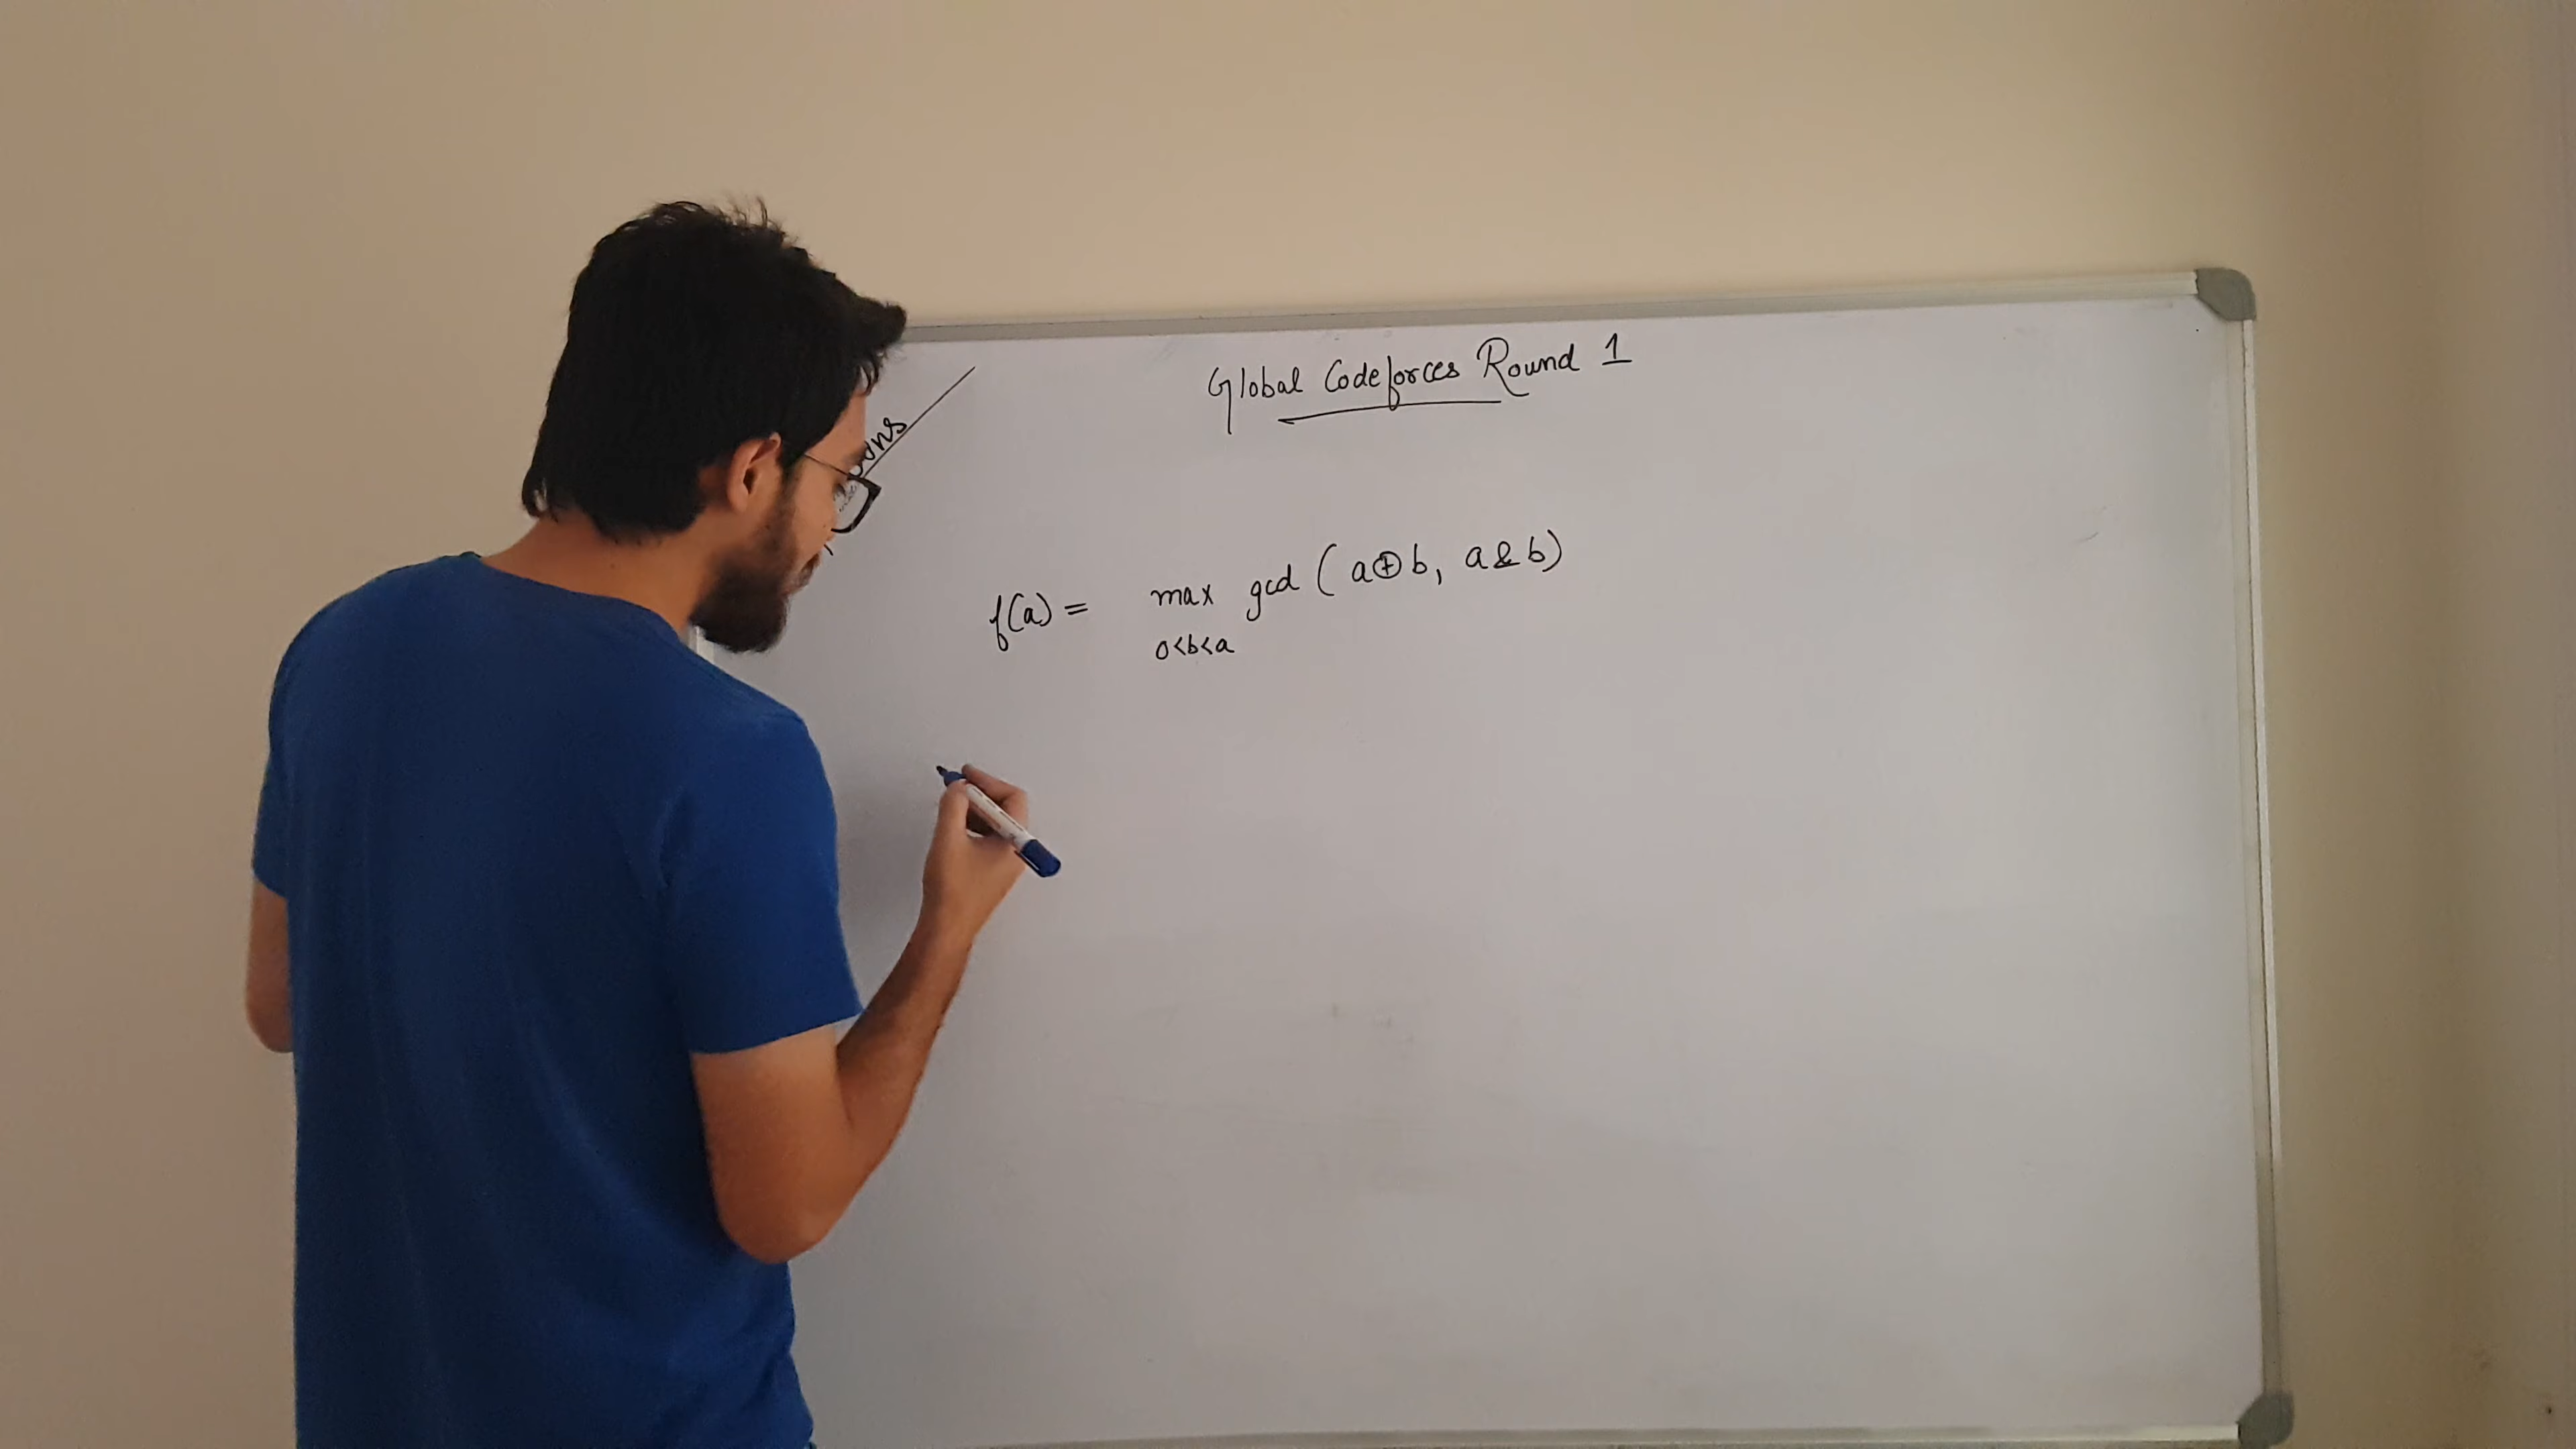 Global Codeforces Round 1
f(a) = max gcd ( a⊕b, a&b)
0<b<a